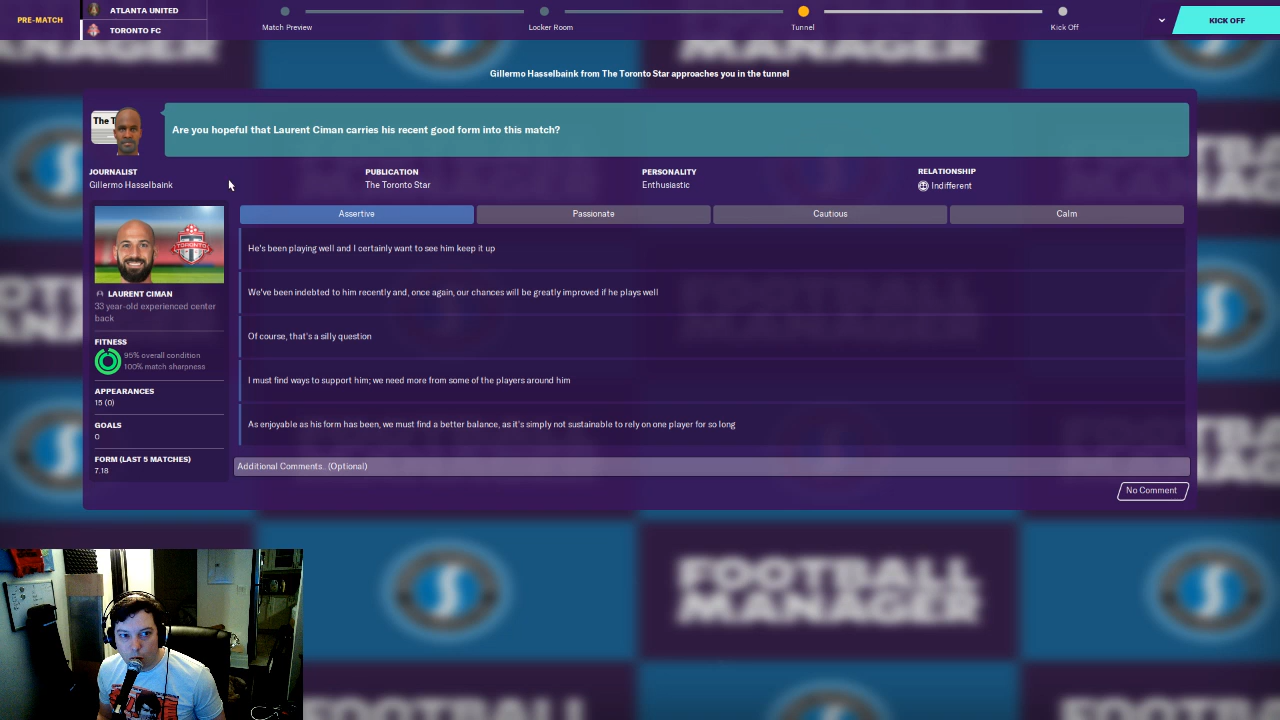 PRE-MATCH
ATLANTA UNITED
TORONTO FC
Match Preview
Locker Room
Tunnel
Kick Off
KICK OFF
Gillermo Hasselbaink from The Toronto Star approaches you in the tunnel
The T
Are you hopeful that Laurent Ciman carries his recent good form into this match?
JOURNALIST
Gillermo Hasselbaink
PUBLICATION
The Toronto Star
PERSONALITY
Enthusiastic
RELATIONSHIP
Indifferent
Assertive
Passionate
Cautious
Calm
TORONTO
LAURENT CIMAN
33 year-old experienced center
back
FITNESS
95% overall condition
100% match sharpness
APPEARANCES
15 (0)
GOALS
0
FORM (LAST 5 MATCHES)
7.18
He's been playing well and I certainly want to see him keep it up
We've been indebted to him recently and, once again, our chances will be greatly improved if he plays well
Of course, that's a silly question
I must find ways to support him; we need more from some of the players around him
As enjoyable as his form has been, we must find a better balance, as it's simply not sustainable to rely on one player for so long
Additional Comments.. (Optional)
No Comment
FOOTBALL
MANAGER